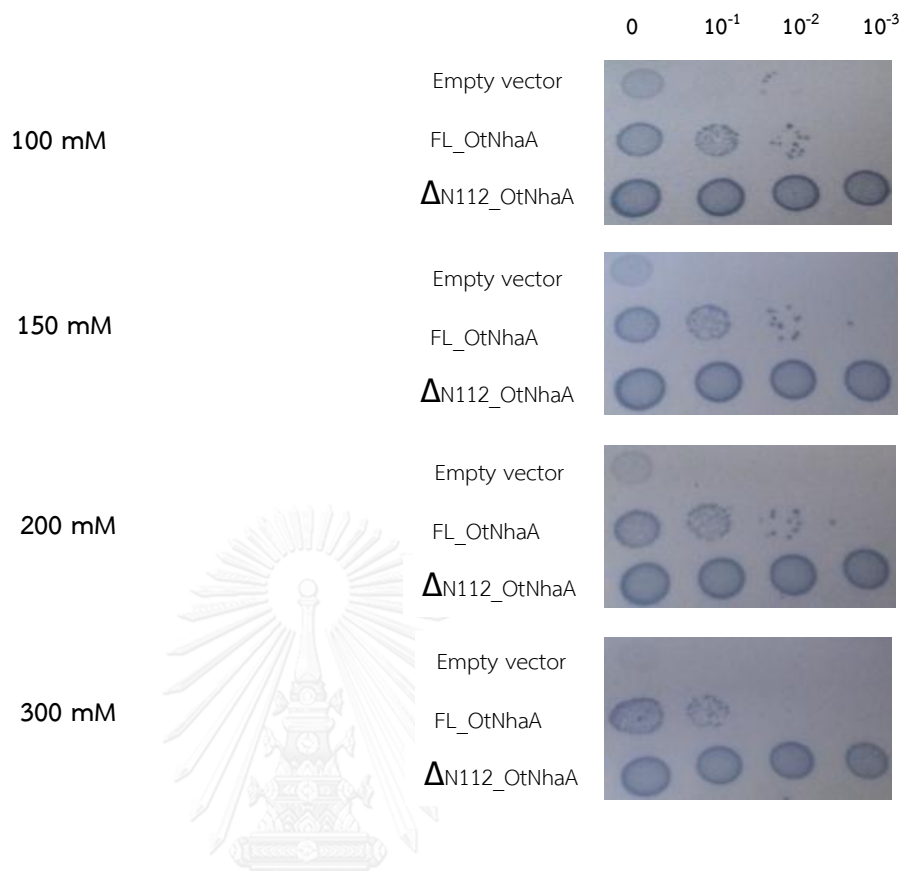 0 10⁻¹ 10⁻² 10⁻³
100 mM
Empty vector
FL_OtNhaA
ΔN112_OtNhaA
150 mM
Empty vector
FL_OtNhaA
ΔN112_OtNhaA
200 mM
Empty vector
FL_OtNhaA
ΔN112_OtNhaA
300 mM
Empty vector
FL_OtNhaA
ΔN112_OtNhaA